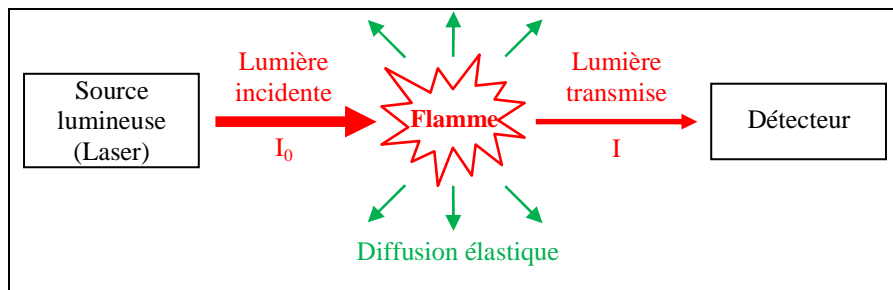 Source
lumineuse
(Laser)
Lumière
incidente
I0
Flamme
Lumière
transmise
I
Détecteur
Diffusion élastique